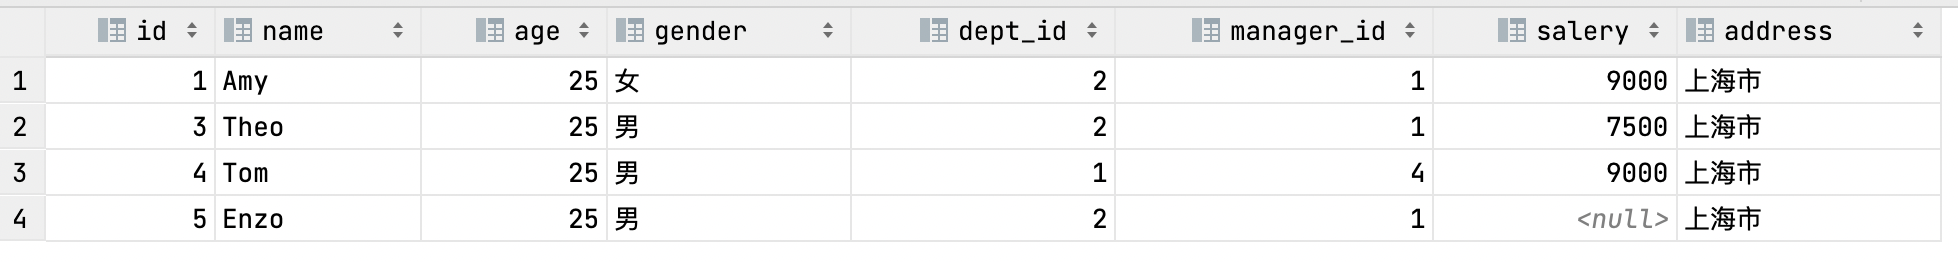 id name age gender dept_id manager_id salery address
1 1 Amy 25 女 2 1 9000 上海市
2 3 Theo 25 男 2 1 7500 上海市
3 4 Tom 25 男 1 4 9000 上海市
4 5 Enzo 25 男 2 1 <null> 上海市